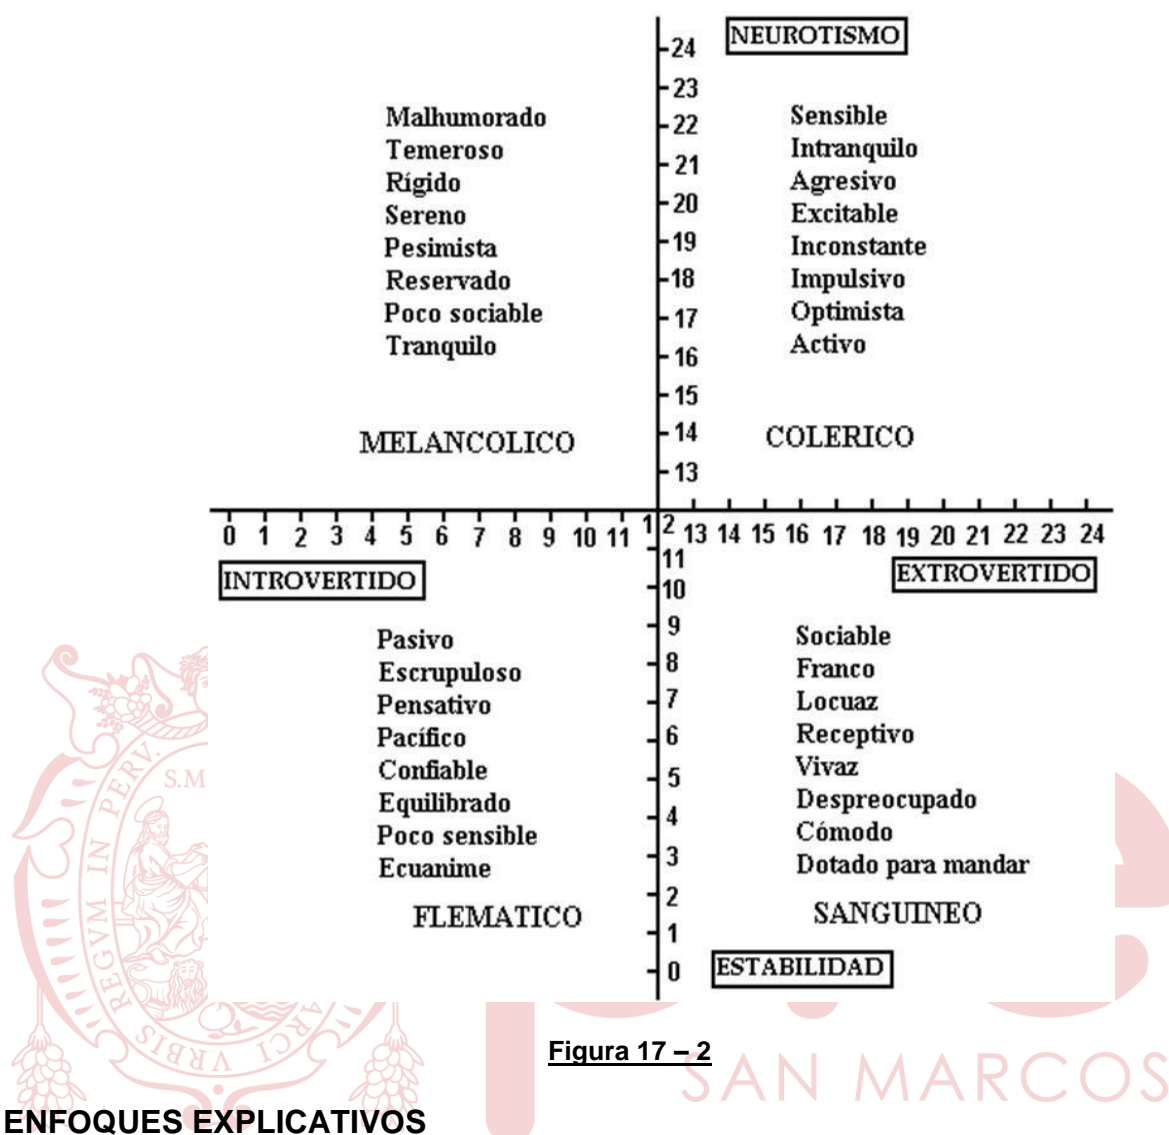 NEUROTISMO
24
23
22
21
20
19
18
17
16
15
14
13
Malhumorado
Temeroso
Rígido
Sereno
Pesimista
Reservado
Poco sociable
Tranquilo
MELANCOLICO
Sensible
Intranquilo
Agresivo
Excitable
Inconstante
Impulsivo
Optimista
Activo
COLERICO
0 1 2 3 4 5 6 7 8 9 10 11 12 13 14 15 16 17 18 19 20 21 22 23 24
INTROVERTIDO
EXTROVERTIDO
11
10
9
8
7
6
5
4
3
2
1
0
Pasivo
Escrupuloso
Pensativo
Pacífico
Confiable
Equilibrado
Poco sensible
Ecuanime
FLEMATICO
Sociable
Franco
Locuaz
Receptivo
Vivaz
Despreocupado
Cómodo
Dotado para mandar
SANGUINEO
ESTABILIDAD
S.M
REGVM IN PERV.
VRBIS
Figura 17 – 2
SAN MARCOS
ENFOQUES EXPLICATIVOS